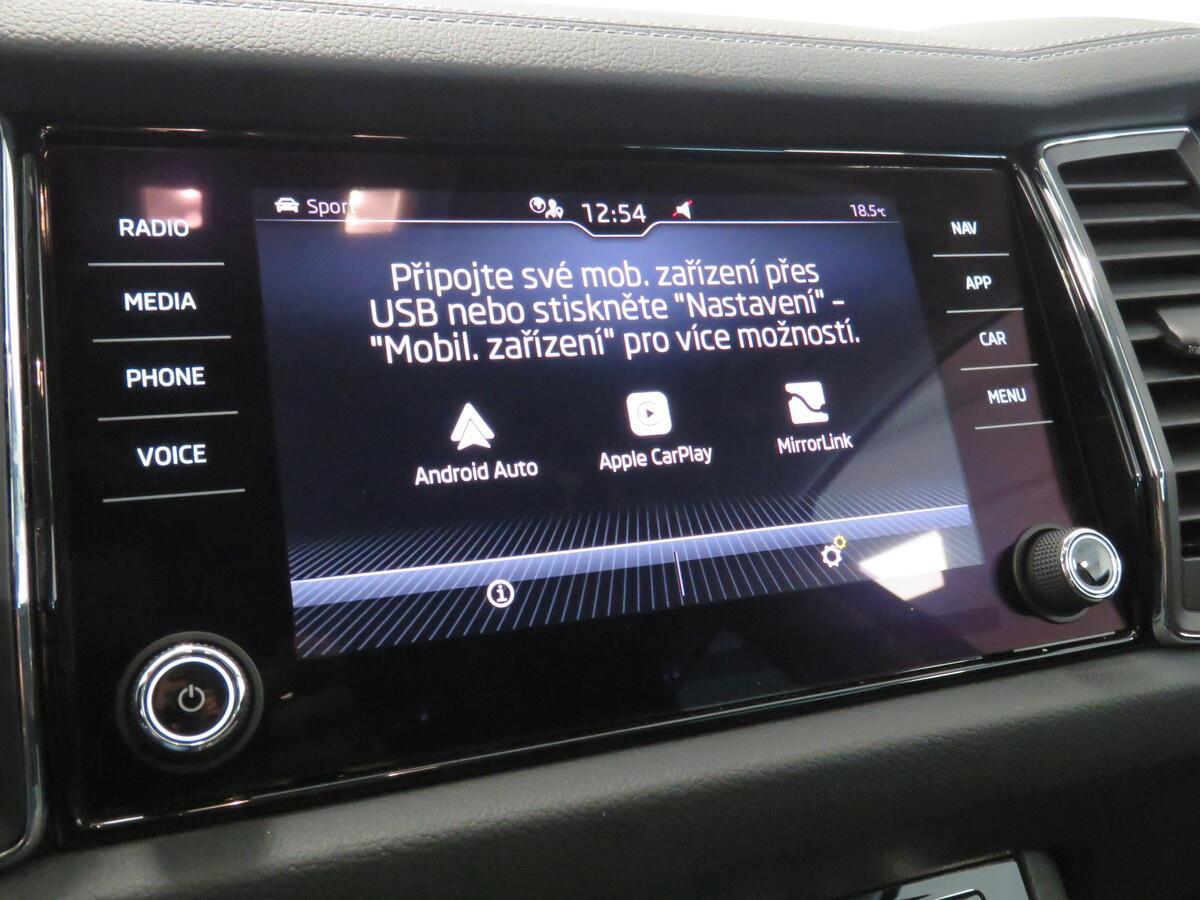 Sport 12:54 18.5°C
RADIO
MEDIA
PHONE
VOICE
Připojte své mob. zařízení přes
USB nebo stiskněte "Nastavení" –
"Mobil. zařízení" pro více možností.
Android Auto
Apple CarPlay
MirrorLink
NAV
APP
CAR
MENU